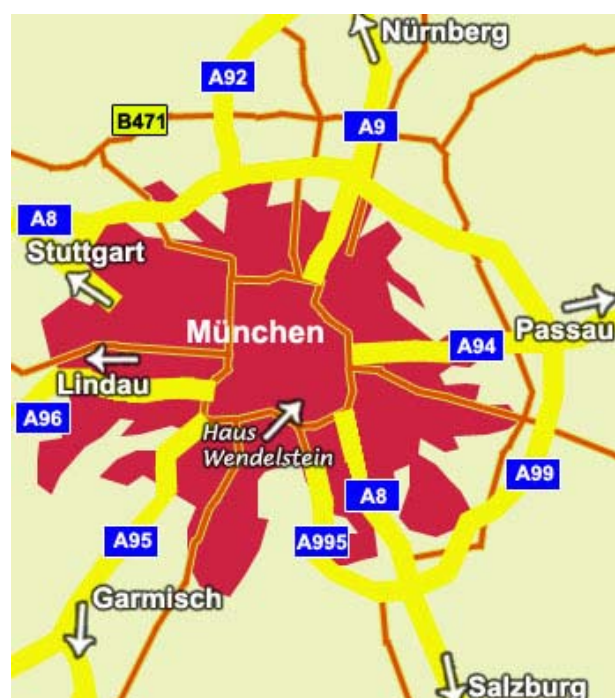 Nürnberg
A92
B471
A9
A8
Stuttgart
München
Passau
A94
Lindau
A96
Haus
Wendelstein
A99
A8
A95
A995
Garmisch
Salzburg